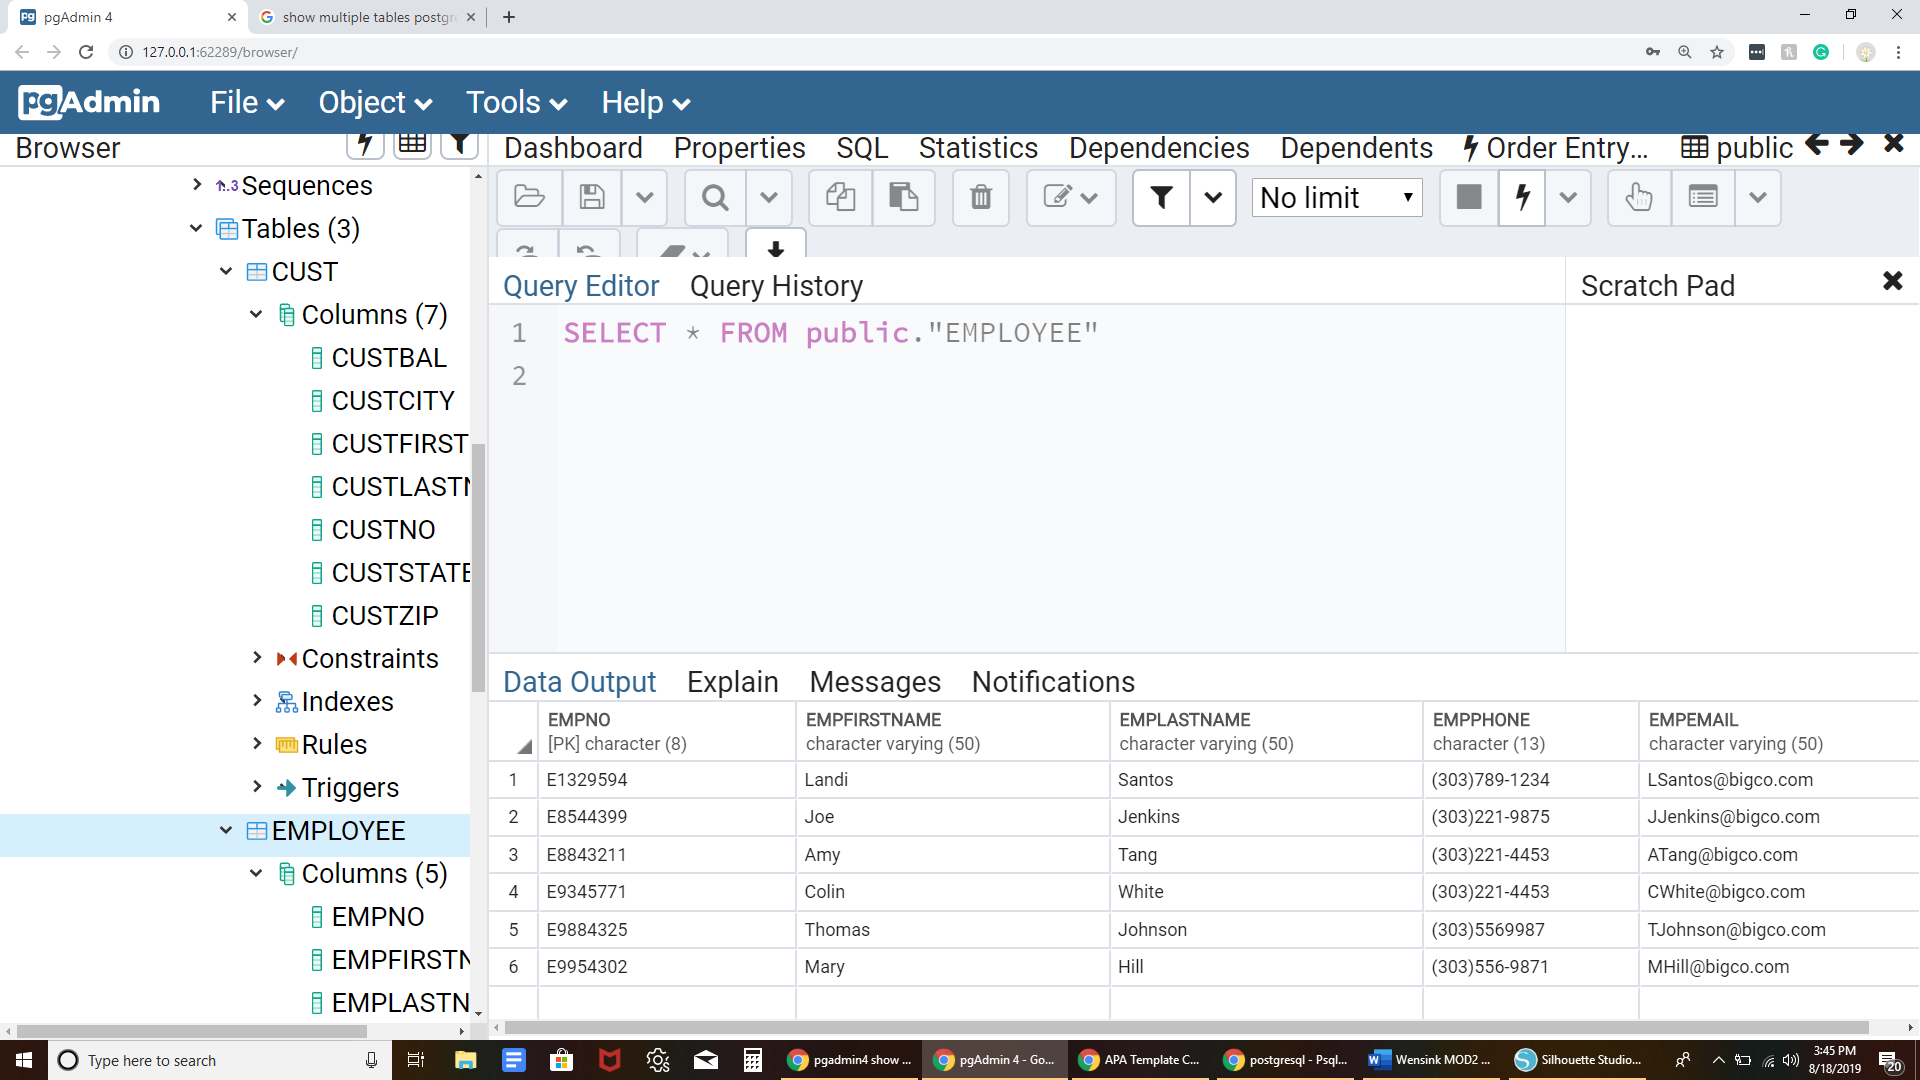 pgAdmin 4
show multiple tables postgre
127.0.0.1:62289/browser/
pgAdmin File Object Tools Help
Browser
Dashboard Properties SQL Statistics Dependencies Dependents Order Entry... public
Sequences
Tables (3)
CUST
Columns (7)
CUSTBAL
CUSTCITY
CUSTFIRST
CUSTLASTN
CUSTNO
CUSTSTATE
CUSTZIP
Constraints
Indexes
Rules
Triggers
EMPLOYEE
Columns (5)
EMPNO
EMPFIRSTN
EMPLASTN
No limit
Query Editor Query History
Scratch Pad
1 SELECT * FROM public."EMPLOYEE"
2
Data Output Explain Messages Notifications
EMPNO EMPFIRSTNAME EMPLASTNAME EMPPHONE EMPEMAIL
[PK] character (8) character varying (50) character varying (50) character (13) character varying (50)
1 E1329594 Landi Santos (303)789-1234 LSantos@bigco.com
2 E8544399 Joe Jenkins (303)221-9875 JJenkins@bigco.com
3 E8843211 Amy Tang (303)221-4453 ATang@bigco.com
4 E9345771 Colin White (303)221-4453 CWhite@bigco.com
5 E9884325 Thomas Johnson (303)5569987 TJohnson@bigco.com
6 E9954302 Mary Hill (303)556-9871 MHill@bigco.com
Type here to search
pgadmin4 show ...
pgAdmin 4 - Go...
APA Template C...
postgresql - Psql...
Wensink MOD2 ...
Silhouette Studio...
3:45 PM
8/18/2019
20